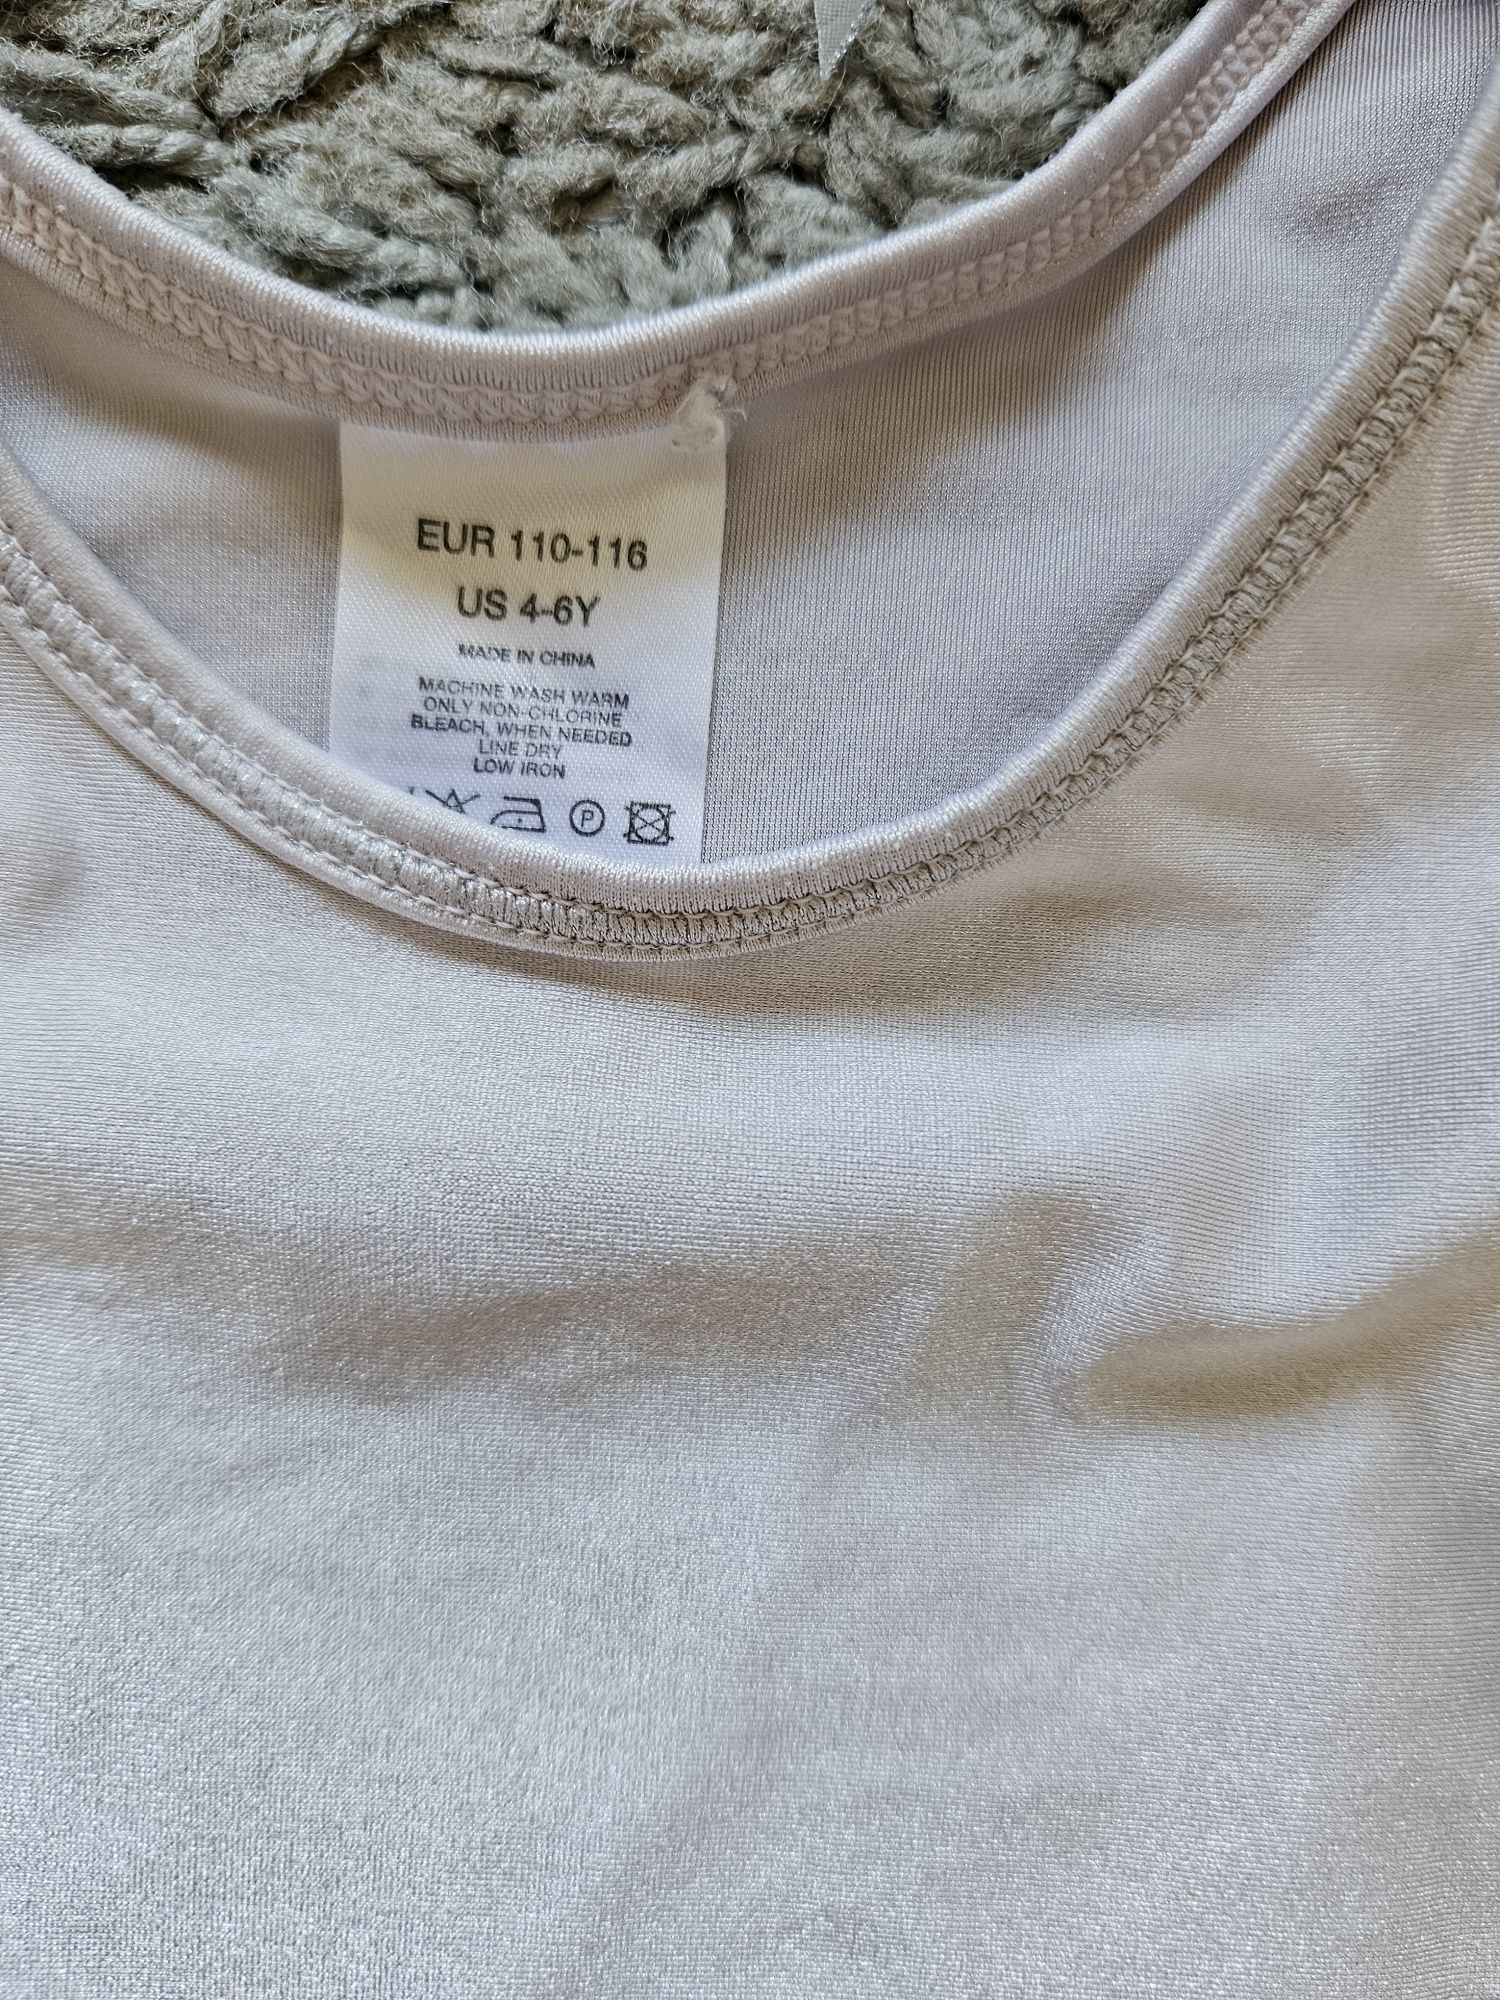 EUR 110-116
US 4-6Y
MADE IN CHINA
MACHINE WASH WARM
ONLY NON-CHLORINE
BLEACH, WHEN NEEDED
LINE DRY
LOW IRON
P